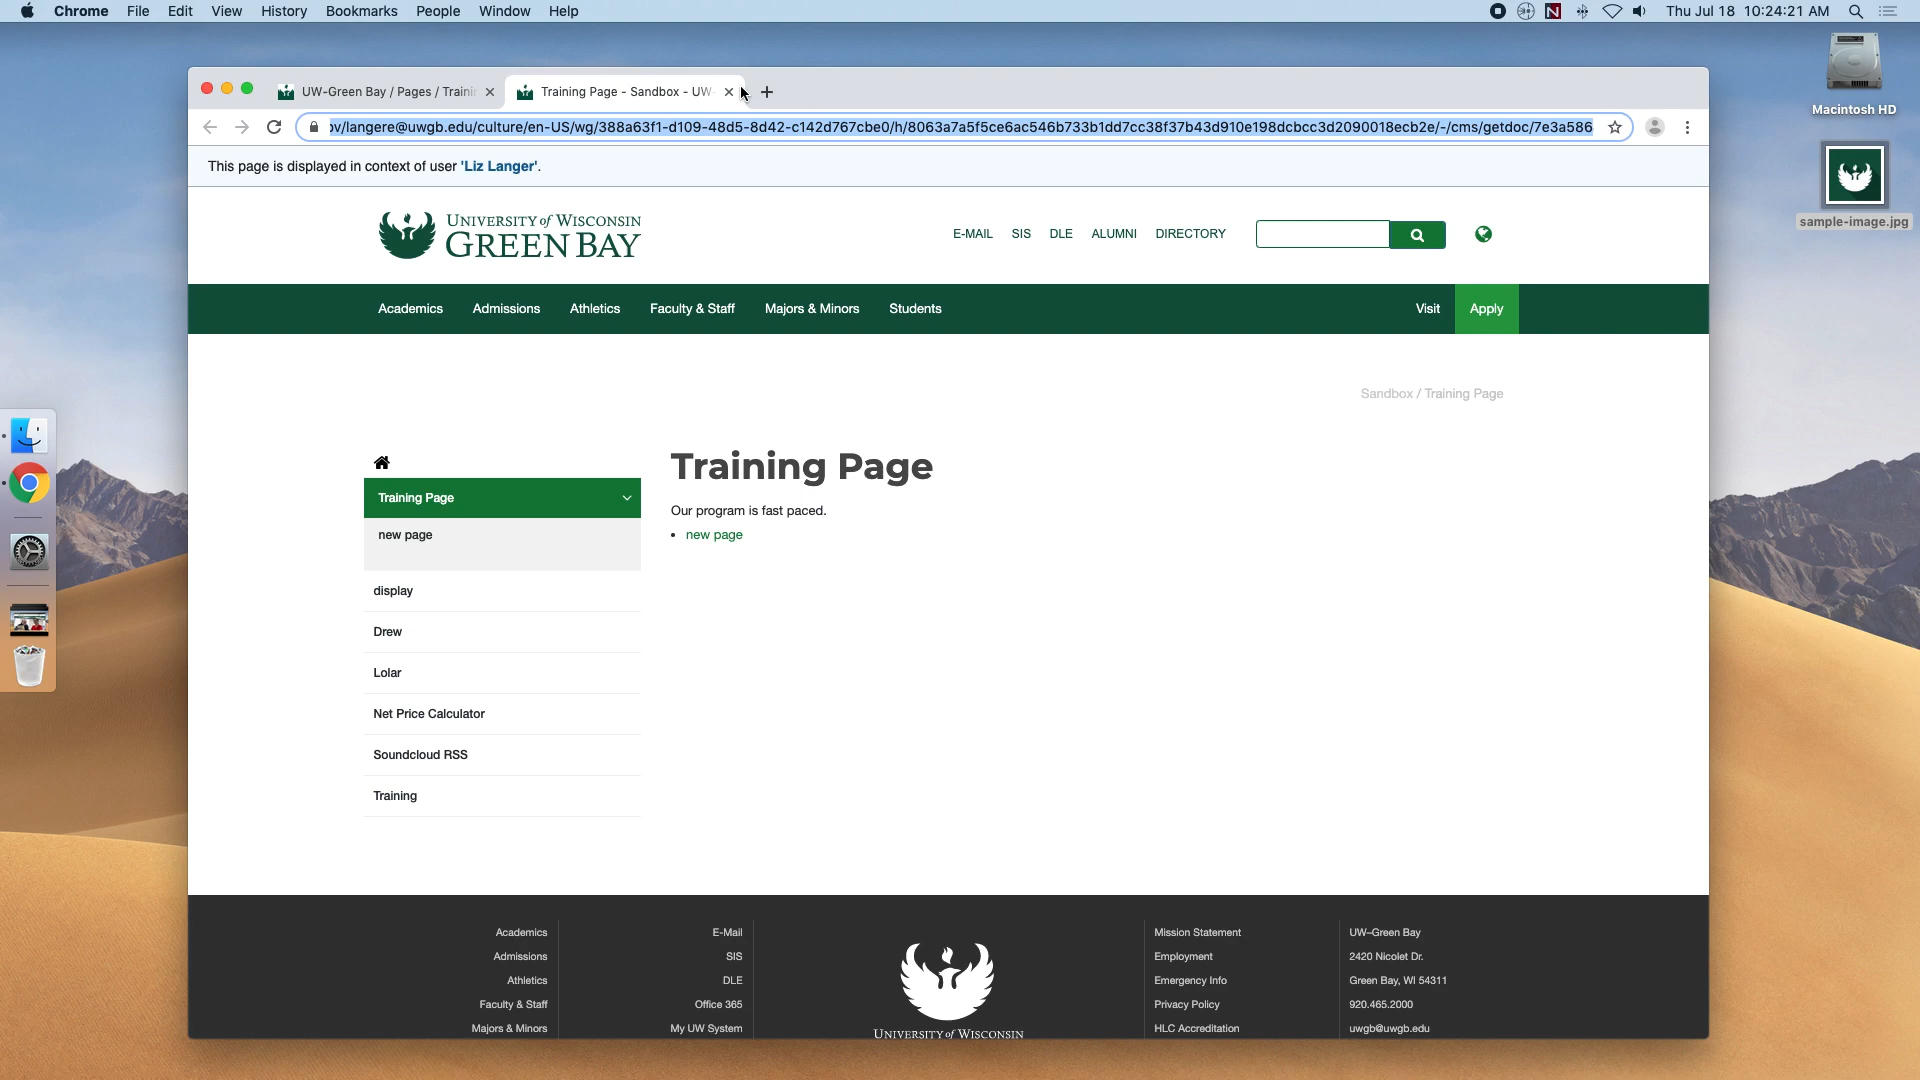 Chrome File Edit View History Bookmarks People Window Help
Thu Jul 18 10:24:21 AM
Macintosh HD
sample-image.jpg
UW-Green Bay / Pages / Traini
Training Page - Sandbox - UW-
ov/langere@uwgb.edu/culture/en-US/wg/388a63f1-d109-48d5-8d42-c142d767cbe0/h/8063a7a5f5ce6ac546b733b1dd7cc38f37b43d910e198dcbcc3d2090018ecb2e/-/cms/getdoc/7e3a586
This page is displayed in context of user 'Liz Langer'.
UNIVERSITY of WISCONSIN
GREEN BAY
E-MAIL SIS DLE ALUMNI DIRECTORY
Academics Admissions Athletics Faculty & Staff Majors & Minors Students Visit Apply
Sandbox / Training Page
Training Page
new page
display
Drew
Lolar
Net Price Calculator
Soundcloud RSS
Training
Training Page
Our program is fast paced.
• new page
Academics
Admissions
Athletics
Faculty & Staff
Majors & Minors
E-Mail
SIS
DLE
Office 365
My UW System
UNIVERSITY of WISCONSIN
Mission Statement
Employment
Emergency Info
Privacy Policy
HLC Accreditation
UW–Green Bay
2420 Nicolet Dr.
Green Bay, WI 54311
920.465.2000
uwgb@uwgb.edu